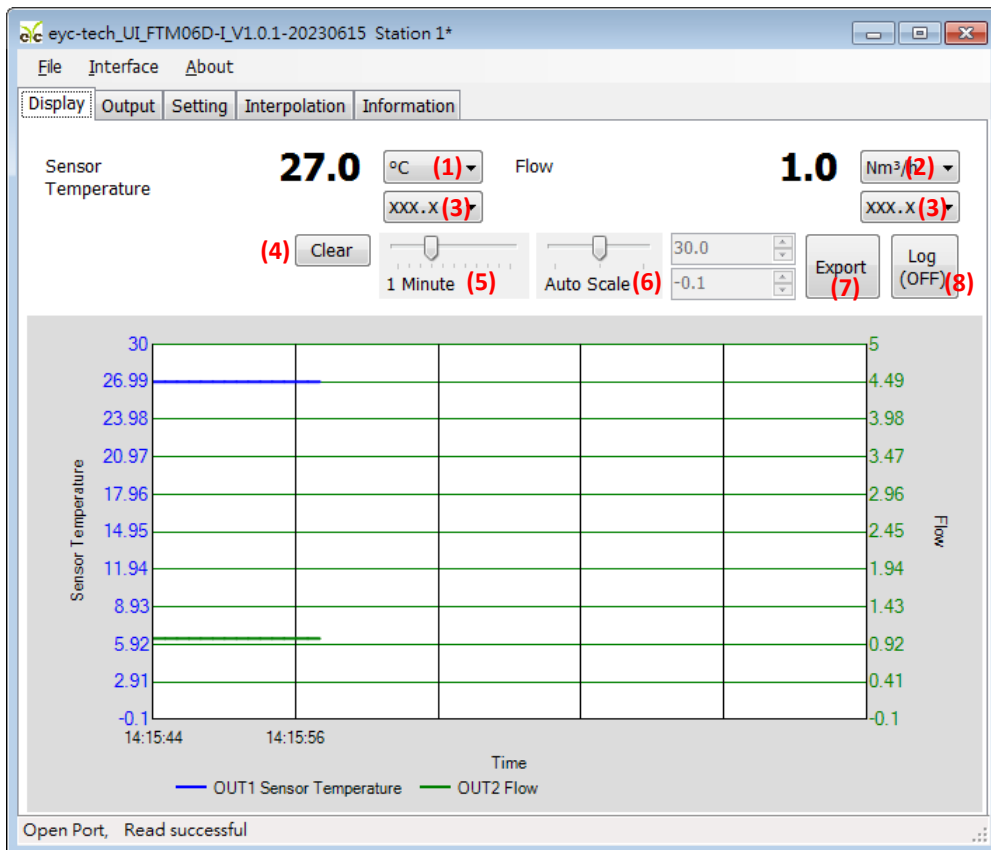 eyc eyc-tech_UI_FTM06D-I_V1.0.1-20230615 Station 1*
File Interface About
Display Output Setting Interpolation Information
Sensor Temperature
27.0
ºC (1)
Flow
1.0
Nm³/h (2)
XXX.X (3)
XXX.X (3)
(4) Clear
1 Minute (5)
Auto Scale (6)
30.0
-0.1
Export
(7)
Log
(OFF) (8)
30
26.99
23.98
20.97
17.96
14.95
11.94
8.93
5.92
2.91
-0.1
Sensor Temperature
5
4.49
3.98
3.47
2.96
2.45
1.94
1.43
0.92
0.41
-0.1
Flow
14:15:44 14:15:56
Time
OUT1 Sensor Temperature OUT2 Flow
Open Port, Read successful